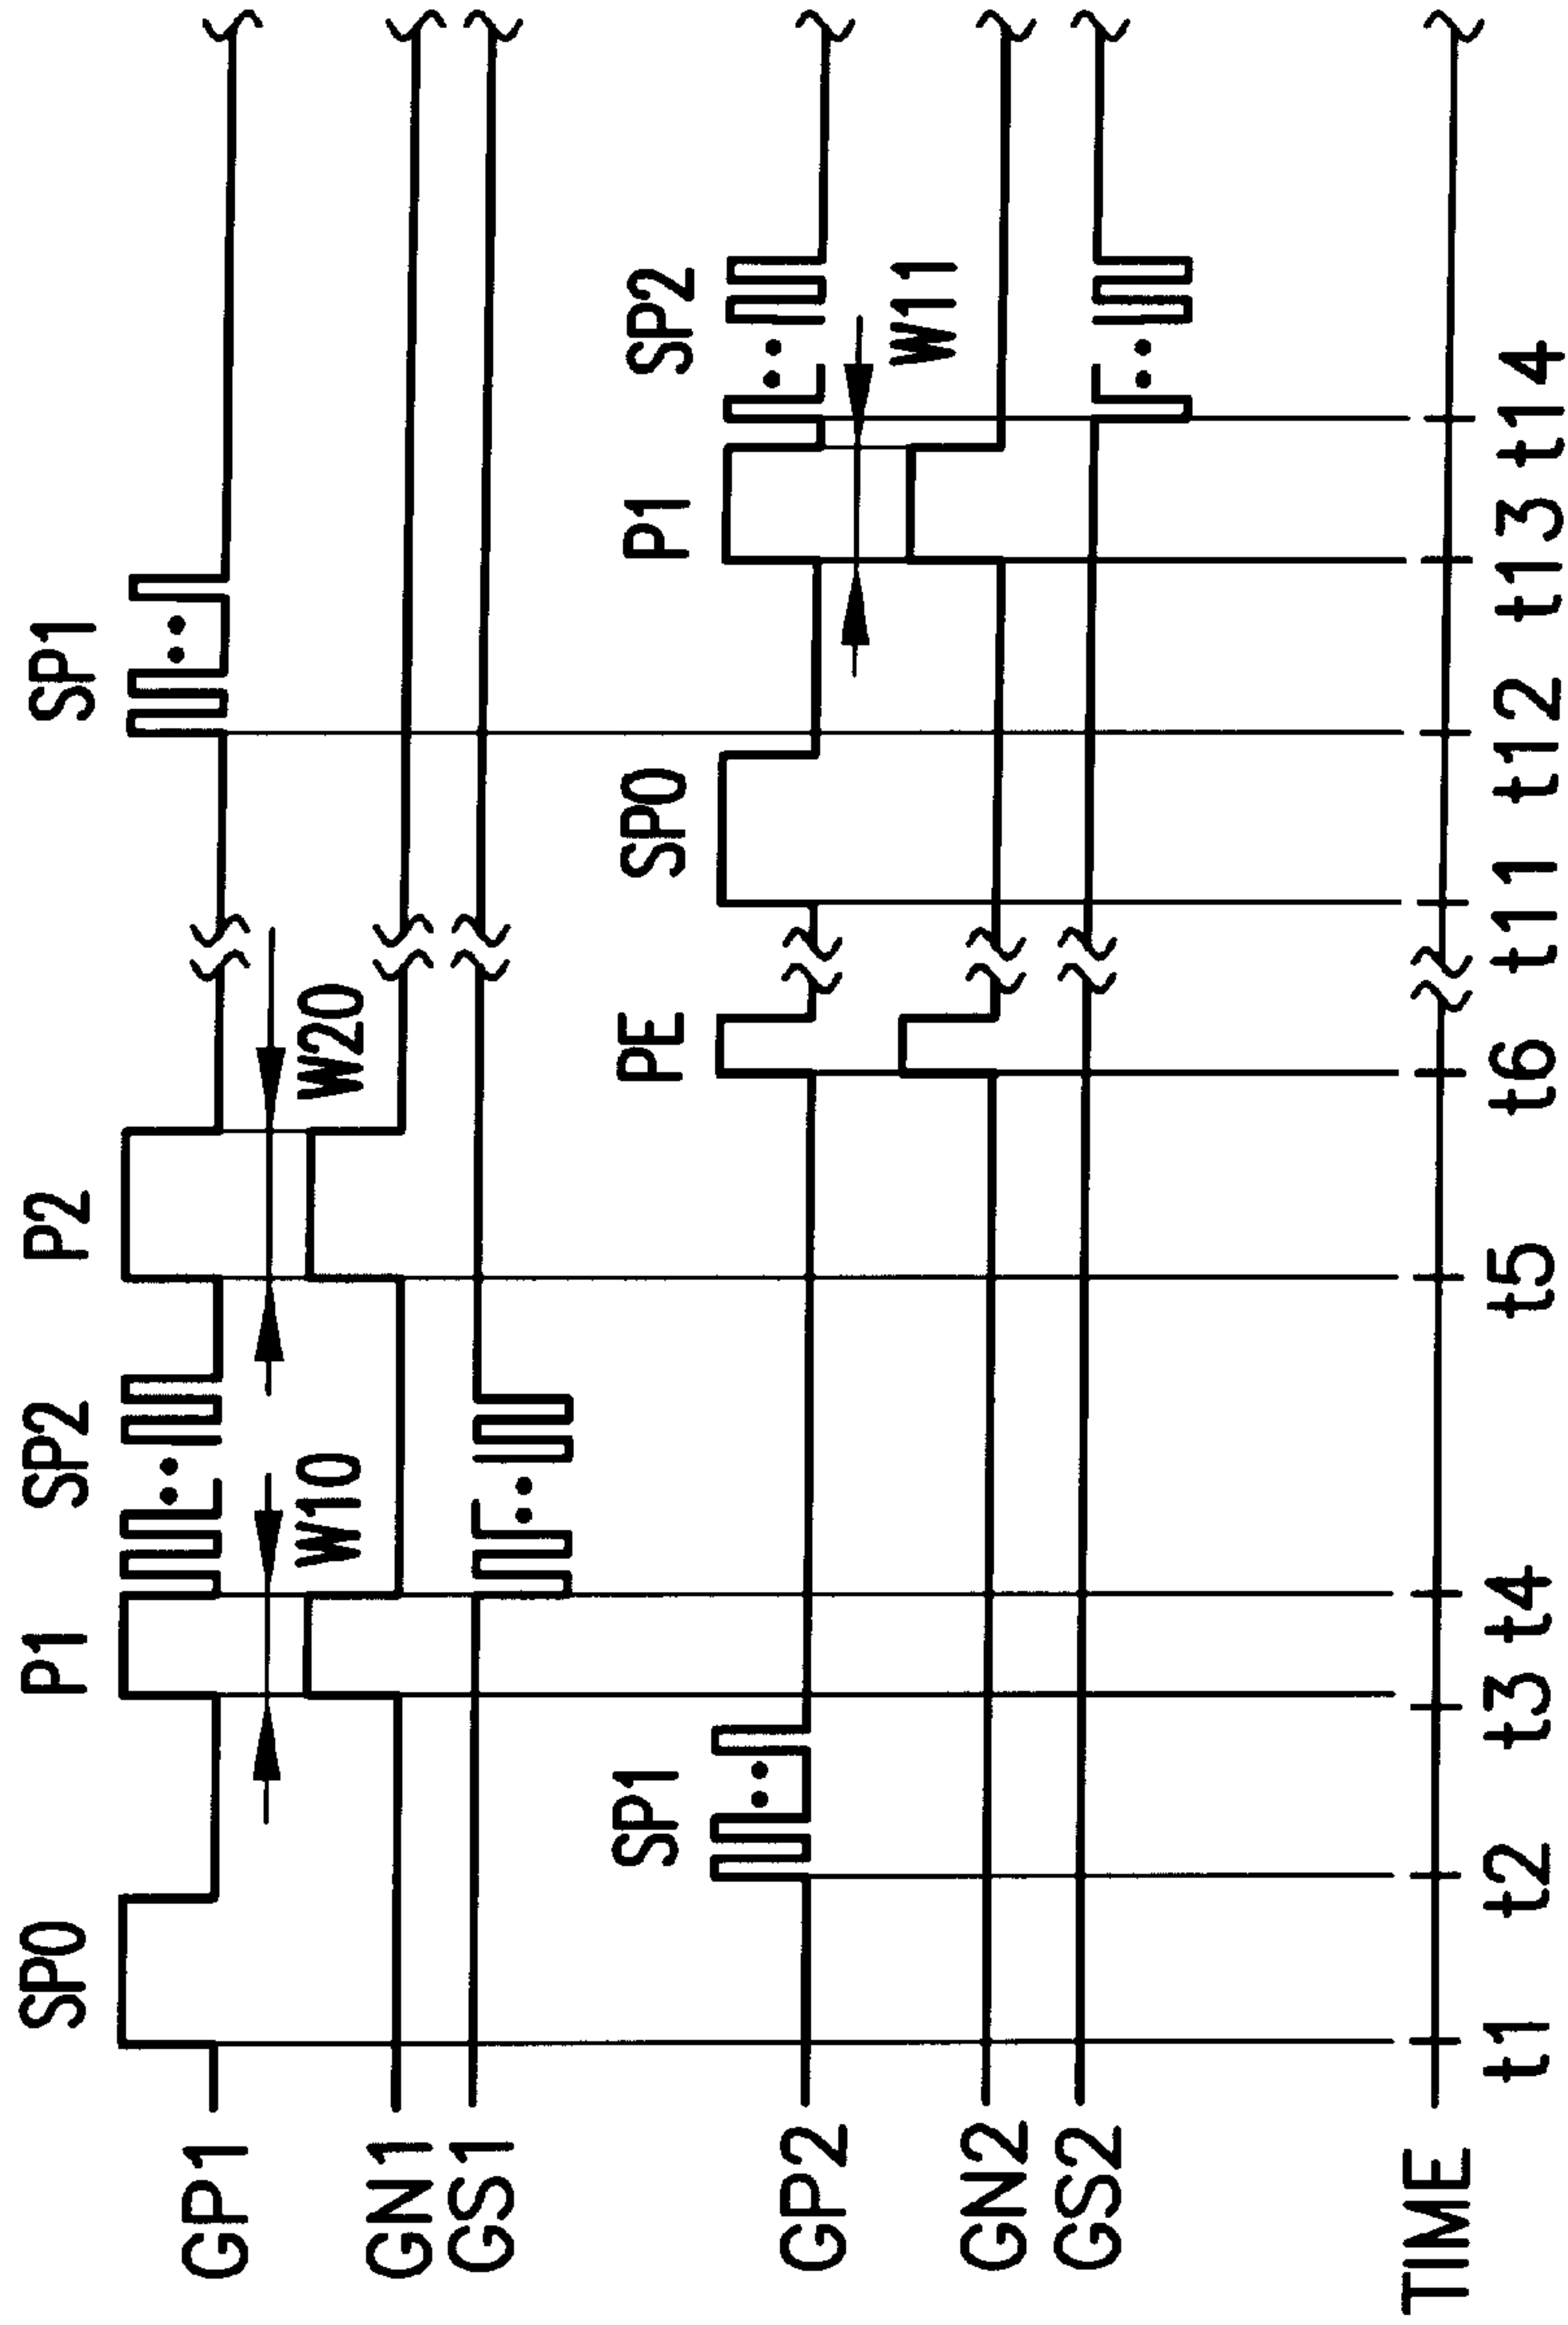 SP0 P1 SP2 P2 SP1
GP1
W10 W20
GN1
GS1
SP1 PE SP0 P1 SP2
GP2
W11
GN2
GS2
TIME
t1 t2 t3 t4 t5 t6 t11 t12 t13 t14